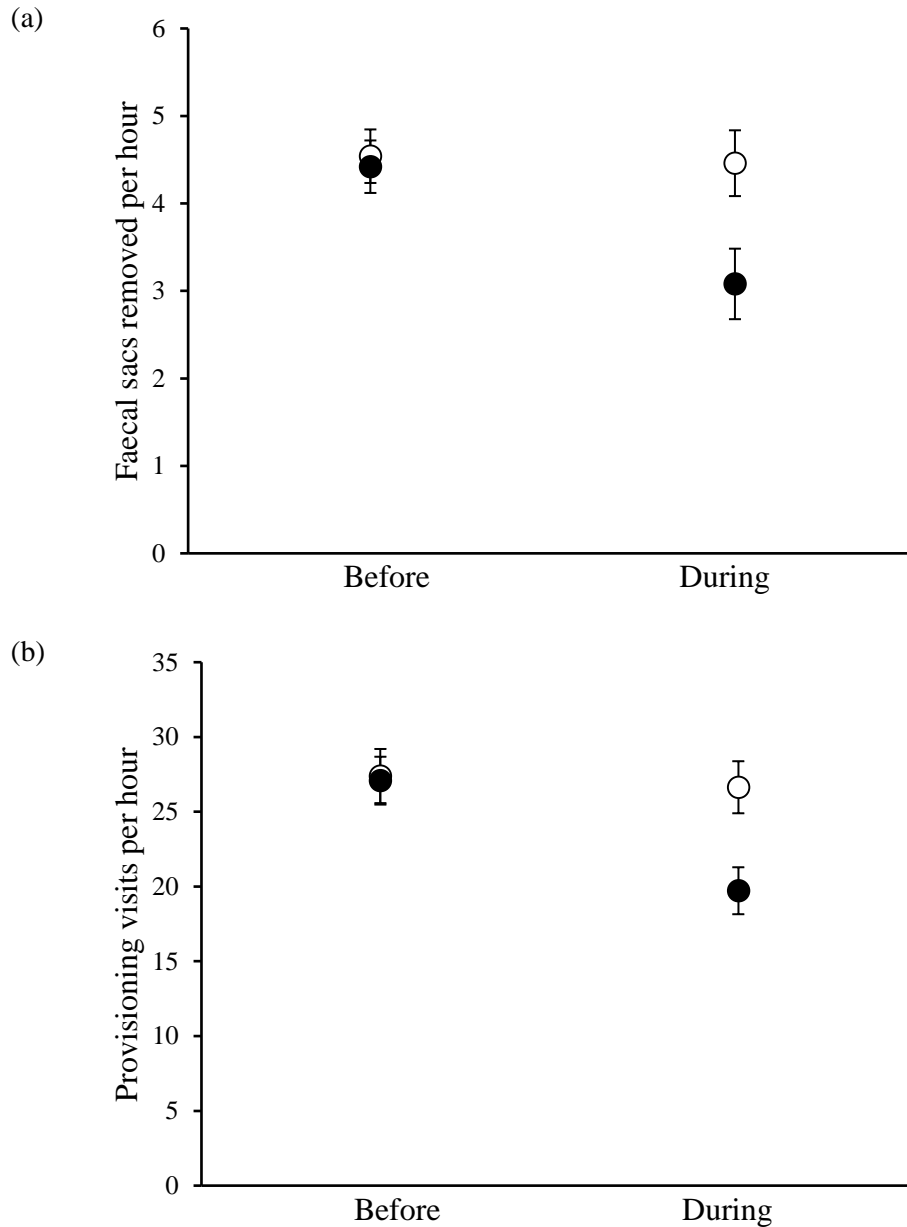 (a)
Faecal sacs removed per hour
6
5
4
3
2
1
0
Before During
(b)
Provisioning visits per hour
35
30
25
20
15
10
5
0
Before During